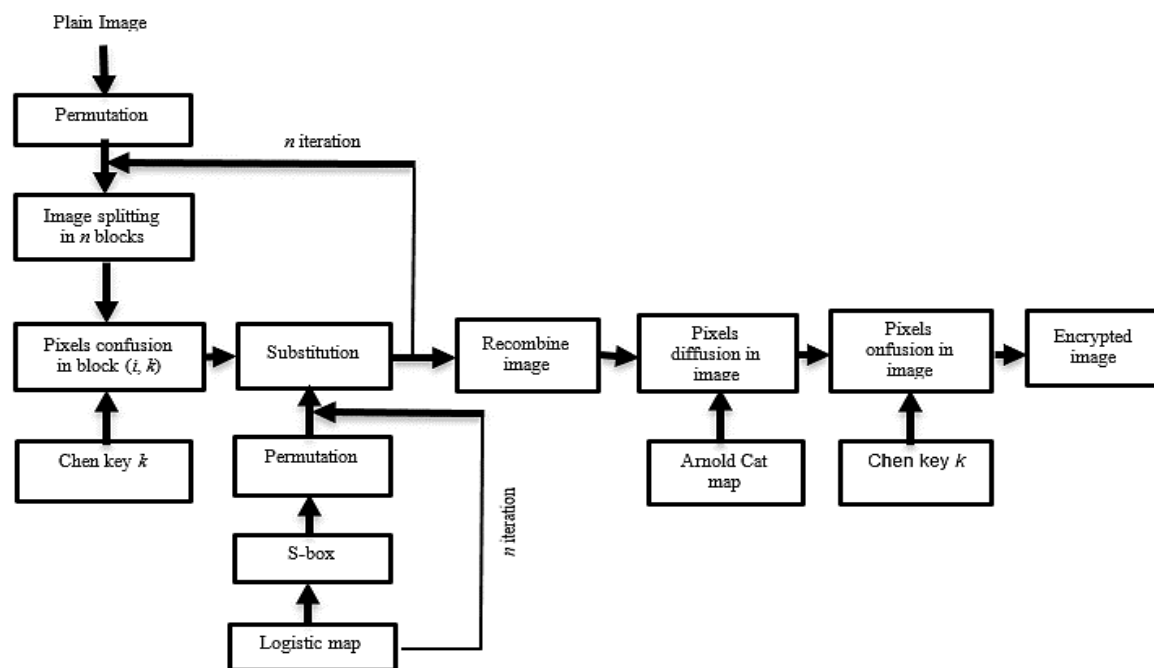 Plain Image
Permutation
n iteration
Image splitting
in n blocks
Pixels confusion
in block (i, k)
Substitution
Recombine
image
Pixels
diffusion in
image
Pixels
onfusion in
image
Encrypted
image
Chen key k
Permutation
Arnold Cat
map
Chen key k
n iteration
S-box
Logistic map